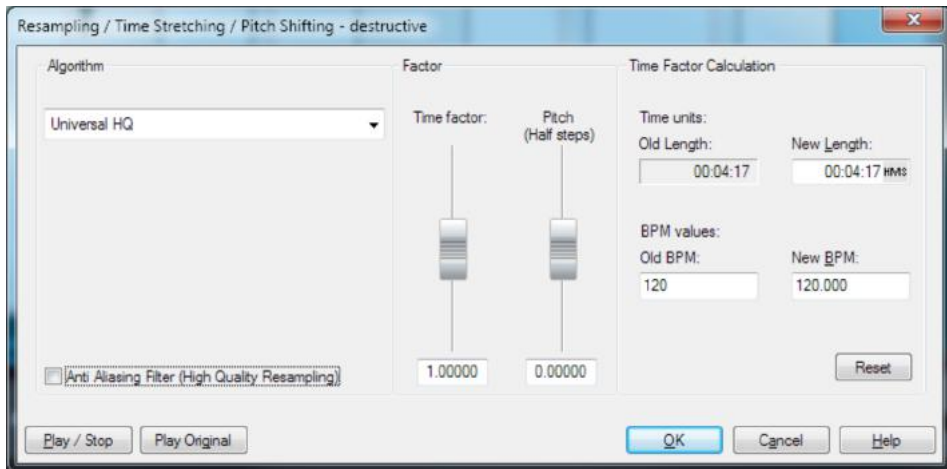 Resampling / Time Stretching / Pitch Shifting - destructive
Algorithm
Universal HQ
Anti Aliasing Filter (High Quality Resampling)
Factor
Time factor:
Pitch
(Half steps)
1.00000
0.00000
Time Factor Calculation
Time units:
Old Length:
New Length:
00:04:17
00:04:17 HMS
BPM values:
Old BPM:
New BPM:
120
120.000
Reset
Play / Stop
Play Original
OK
Cancel
Help